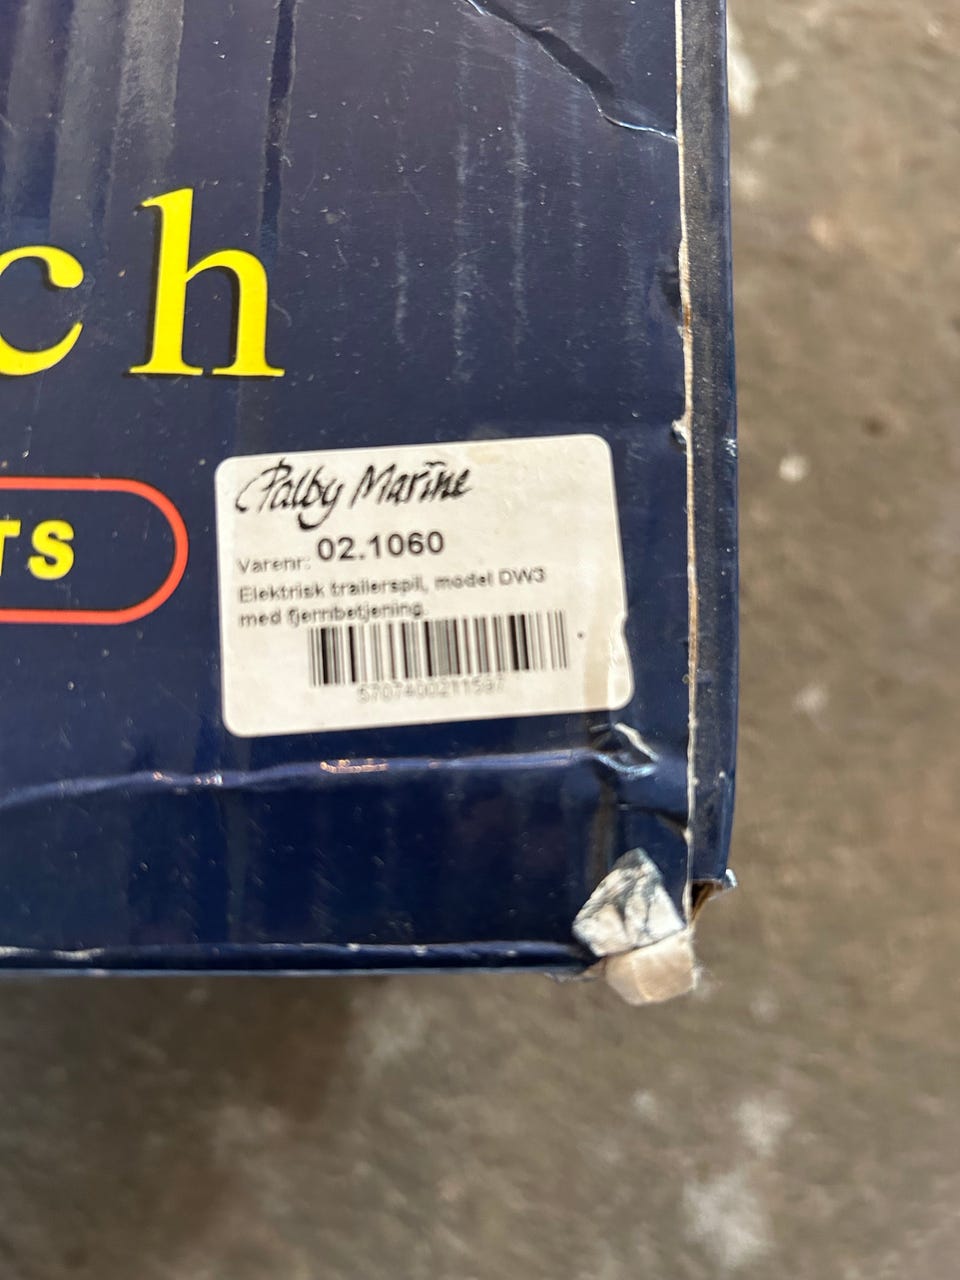 ch
TS
Palby Marine
Varenr: 02.1060
Elektrisk trailerspil, model DW3
med fjernbetjening.
5707400211597